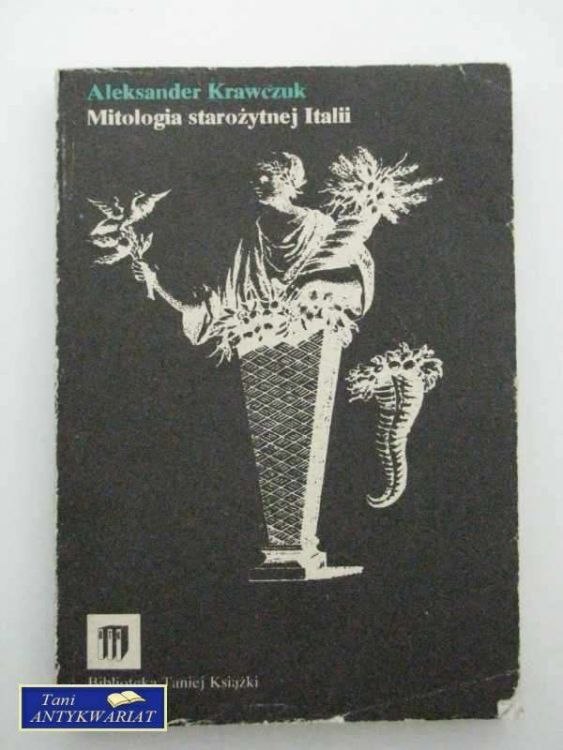 Aleksander Krawczuk
Mitologia starożytnej Italii
Biblioteka Taniej Książki
Tani
ANTYKWARIAT